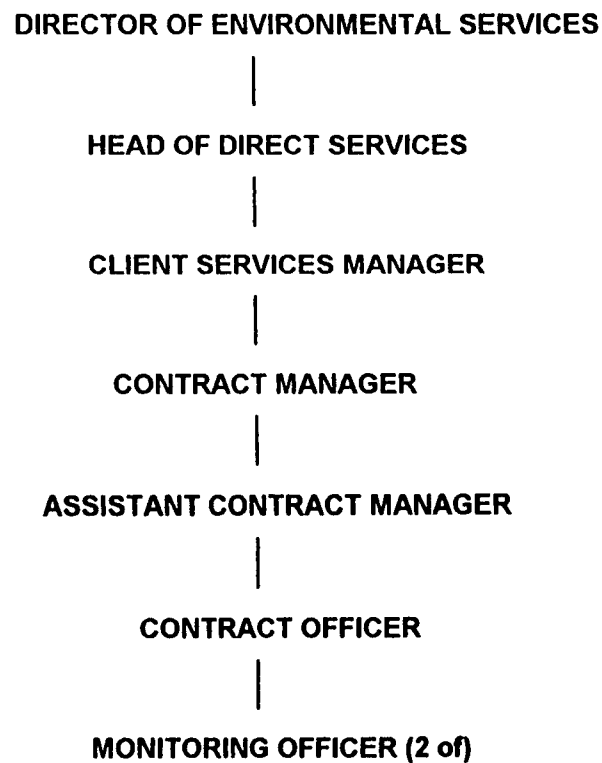 DIRECTOR OF ENVIRONMENTAL SERVICES
HEAD OF DIRECT SERVICES
CLIENT SERVICES MANAGER
CONTRACT MANAGER
ASSISTANT CONTRACT MANAGER
CONTRACT OFFICER
MONITORING OFFICER (2 of)